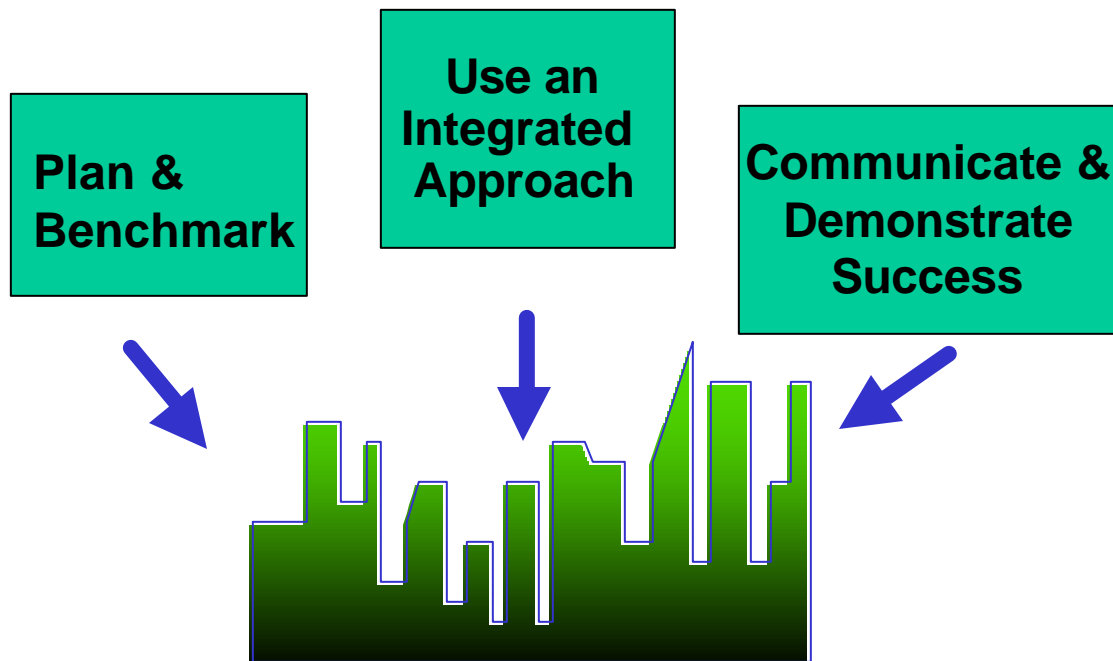 Plan &
Benchmark
Use an
Integrated
Approach
Communicate &
Demonstrate
Success